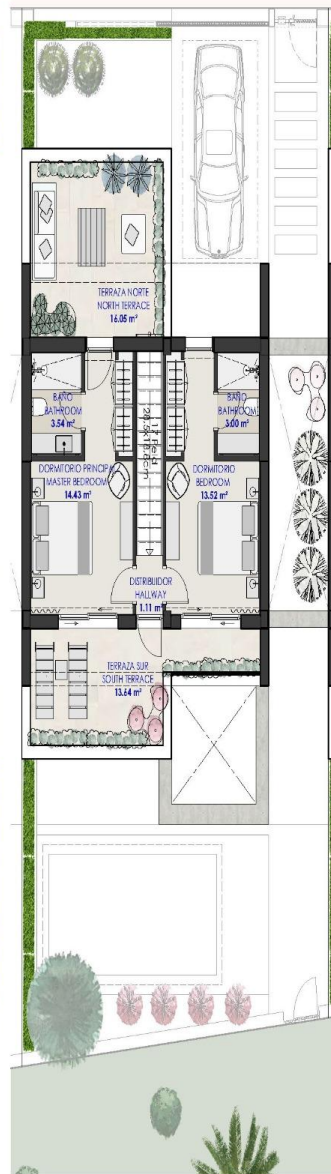 TERRAZA NORTE
NORTH TERRACE
16.05 m²
BAÑO
BATHROOM
3.54 m²
BAÑO
BATHROOM
3.00 m²
DORMITORIO PRINCIPAL
MASTER BEDROOM
14.43 m²
DORMITORIO
BEDROOM
13.52 m²
DISTRIBUIDOR
HALLWAY
1.11 m²
TERRAZA SUR
SOUTH TERRACE
13.64 m²